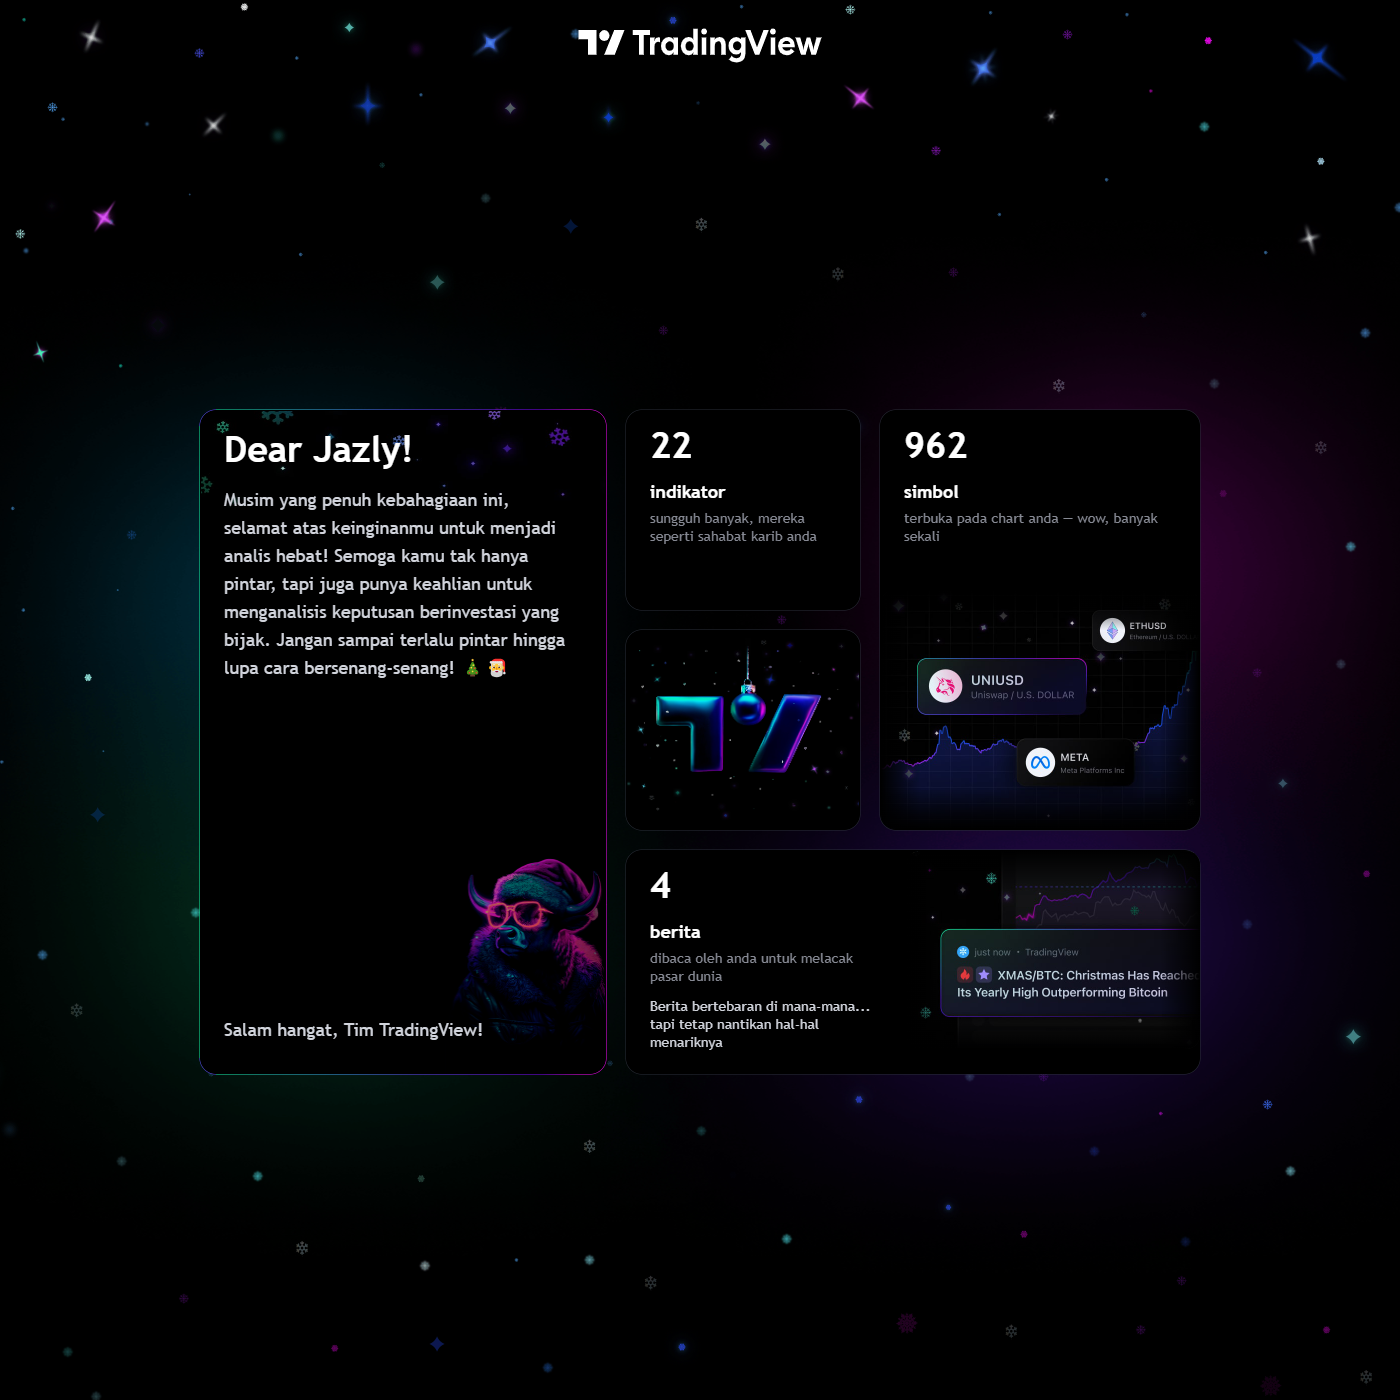 TradingView
Dear Jazly!
Musim yang penuh kebahagiaan ini,
selamat atas keinginanmu untuk menjadi
analis hebat! Semoga kamu tak hanya
pintar, tapi juga punya keahlian untuk
menganalisis keputusan berinvestasi yang
bijak. Jangan sampai terlalu pintar hingga
lupa cara bersenang-senang! 🎄 🎅
Salam hangat, Tim TradingView!
22
indikator
sungguh banyak, mereka
seperti sahabat karib anda
962
simbol
terbuka pada chart anda — wow, banyak
sekali
ETHUSD
Ethereum / U.S. DOLL
UNIUSD
Uniswap / U.S. DOLLAR
META
Meta Platforms Inc
4
berita
dibaca oleh anda untuk melacak
pasar dunia
Berita bertebaran di mana-mana...
tapi tetap nantikan hal-hal
menariknya
just now • TradingView
XMAS/BTC: Christmas Has Reached
Its Yearly High Outperforming Bitcoin